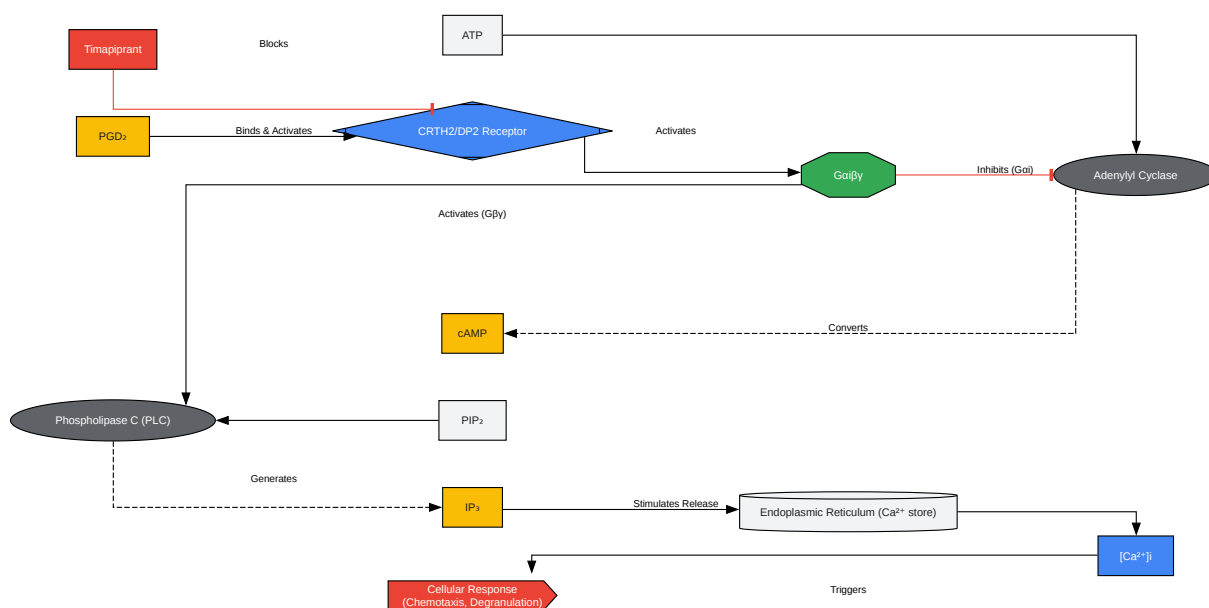 ATP
Blocks
Timapiprant
PGD₂
Binds & Activates
CRTH2/DP2 Receptor
Activates
Gαiβγ
Inhibits (Gαi)
Adenylyl Cyclase
Activates (Gβγ)
cAMP
Converts
Phospholipase C (PLC)
PIP₂
Generates
IP₃
Stimulates Release
Endoplasmic Reticulum (Ca²⁺ store)
[Ca²⁺]i
Cellular Response
(Chemotaxis, Degranulation)
Triggers